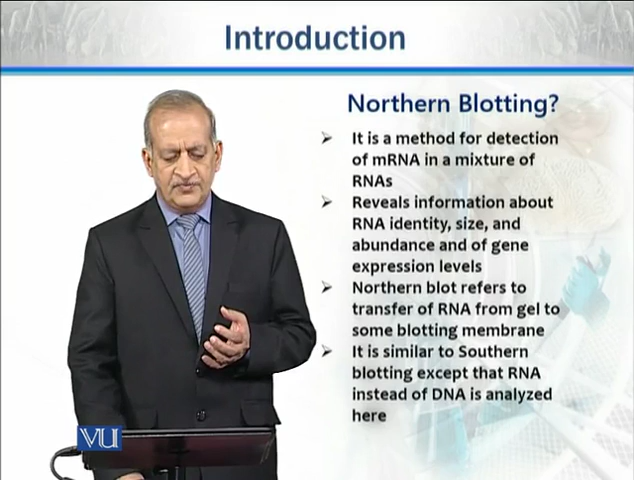 Introduction
Northern Blotting?
It is a method for detection
of mRNA in a mixture of
RNAs
Reveals information about
RNA identity, size, and
abundance and of gene
expression levels
Northern blot refers to
transfer of RNA from gel to
some blotting membrane
It is similar to Southern
blotting except that RNA
instead of DNA is analyzed
here
VU